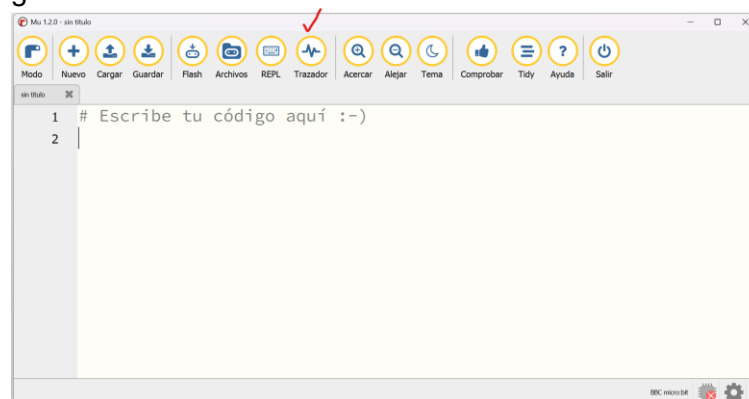 Mu 1.2.0 - sin título
Modo Nuevo Cargar Guardar Flash Archivos REPL Trazador Acercar Alejar Tema Comprobar Tidy Ayuda Salir
sin título
1 # Escribe tu código aquí :-)
2
BBC micro:bit